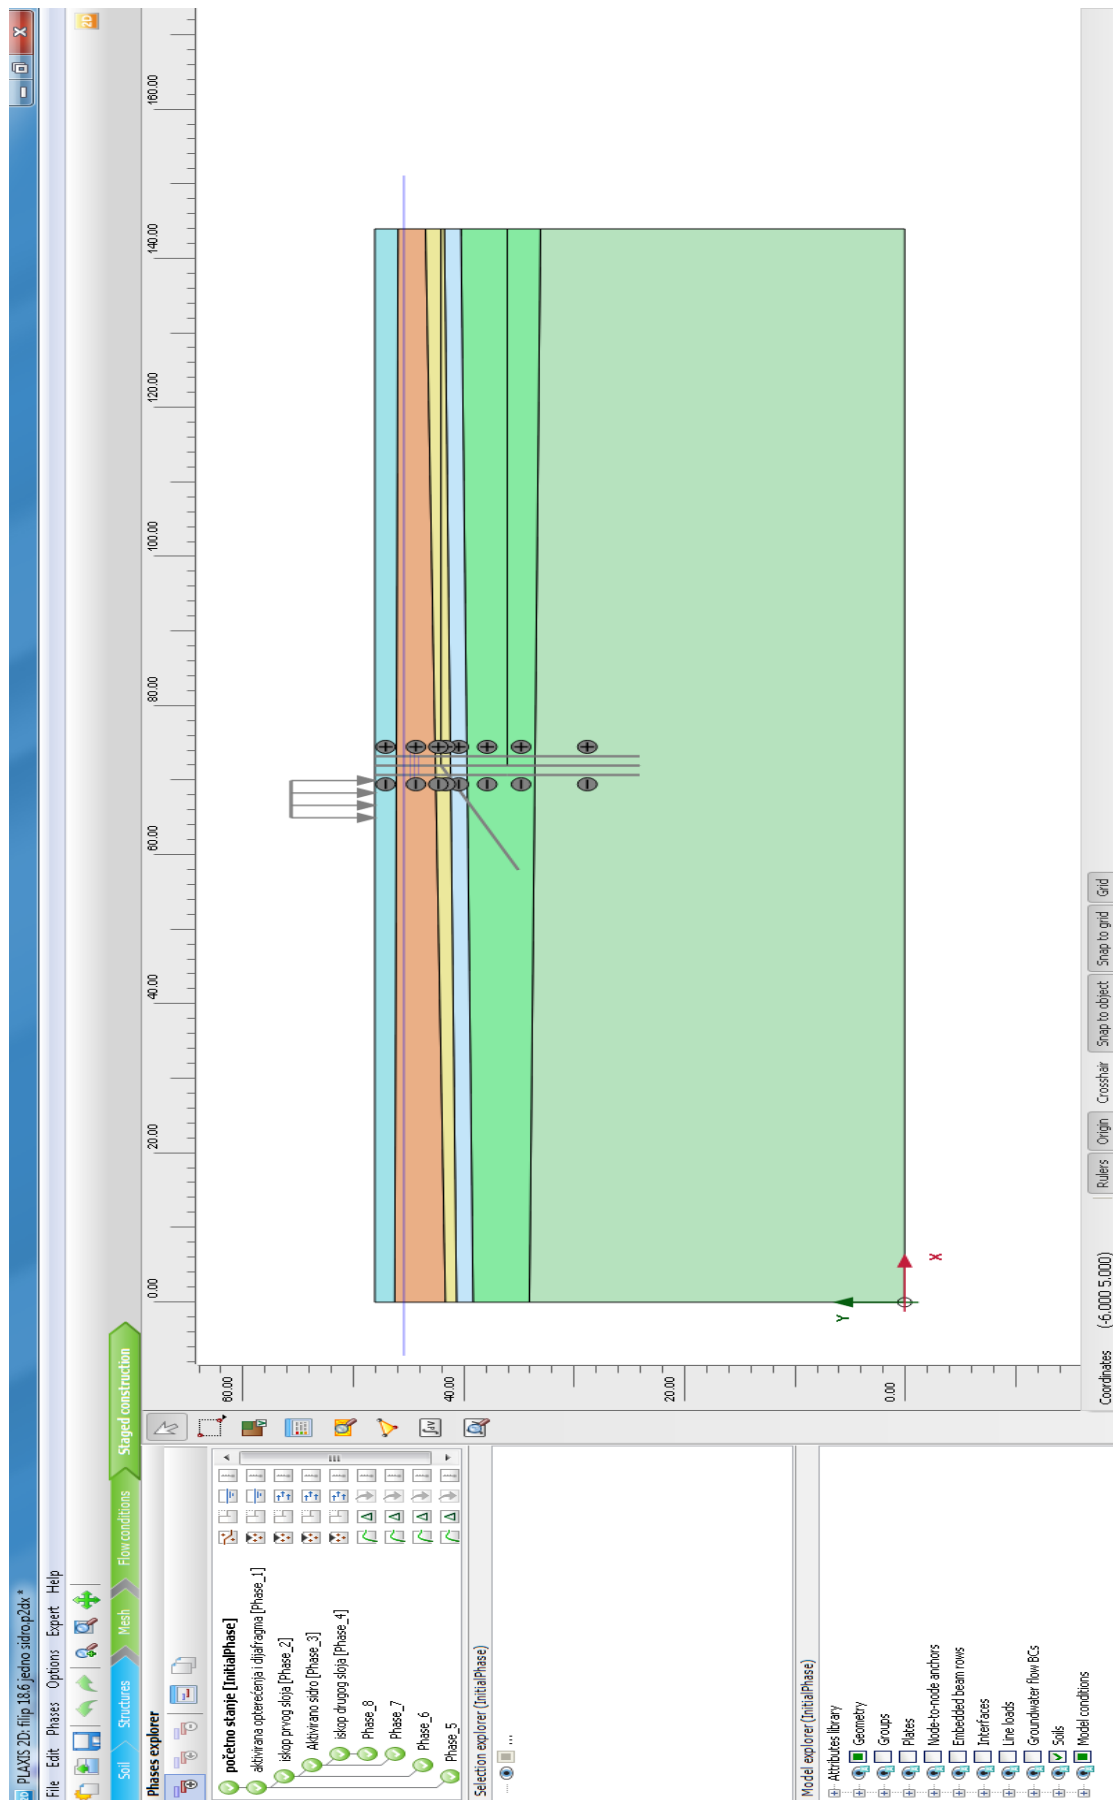 PLAXIS 2D: filip 18.6 jedno sidro.p2dx *
File Edit Phases Options Expert Help
2D
Soil Structures Mesh Flow conditions Staged construction
Phases explorer
početno stanje [InitialPhase]
aktivirana opterećenja i dijafragma [Phase_1]
iskop prvog sloja [Phase_2]
Aktivirano sidro [Phase_3]
iskop drugog sloja [Phase_4]
Phase_8
Phase_7
Phase_6
Phase_5
Selection explorer (InitialPhase)
...
Model explorer (InitialPhase)
Attributes library
Geometry
Groups
Plates
Node-to-node anchors
Embedded beam rows
Interfaces
Line loads
Groundwater flow BCs
Soils
Model conditions
0.00 20.00 40.00 60.00 80.00 100.00 120.00 140.00 160.00
60.00
40.00
20.00
0.00
Y
X
Coordinates (-6.000 5.000) Rulers Origin Crosshair Snap to object Snap to grid Grid